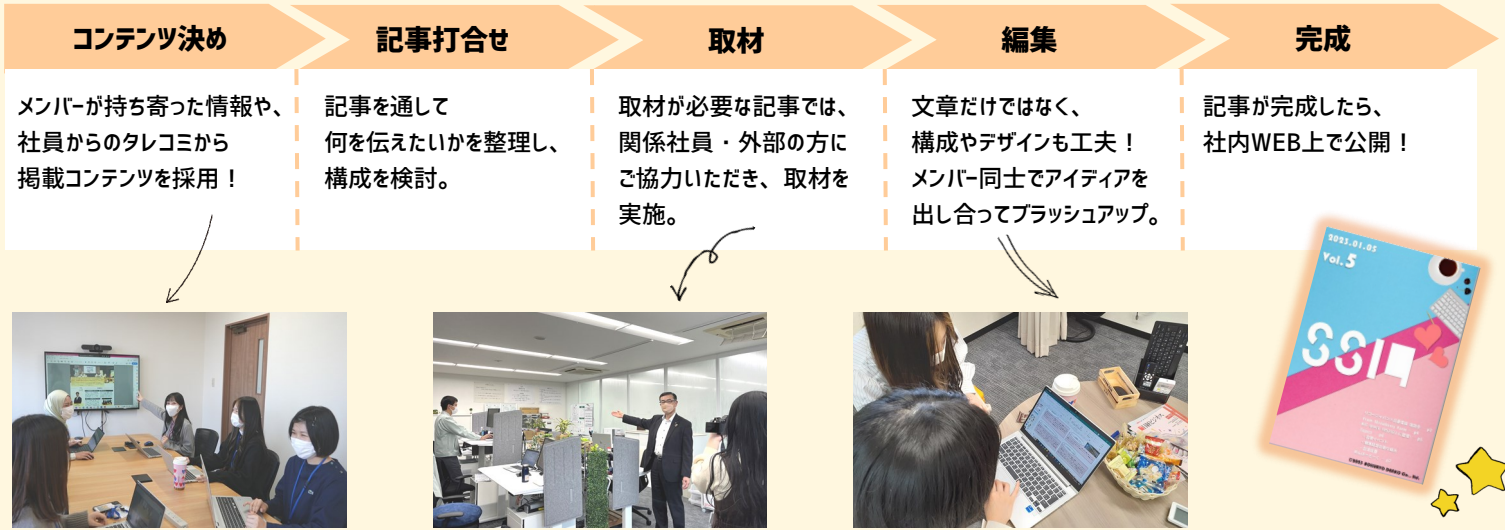 コンテンツ決め
記事打合せ
取材
編集
完成
メンバーが持ち寄った情報や、
社員からのタレコミから
掲載コンテンツを採用！
記事を通して
何を伝えたいかを整理し、
構成を検討。
取材が必要な記事では、
関係社員・外部の方に
ご協力いただき、取材を
実施。
文章だけではなく、
構成やデザインも工夫！
メンバー同士でアイディアを
出し合ってブラッシュアップ。
記事が完成したら、
社内WEB上で公開！
2023.01.05
Vol.5